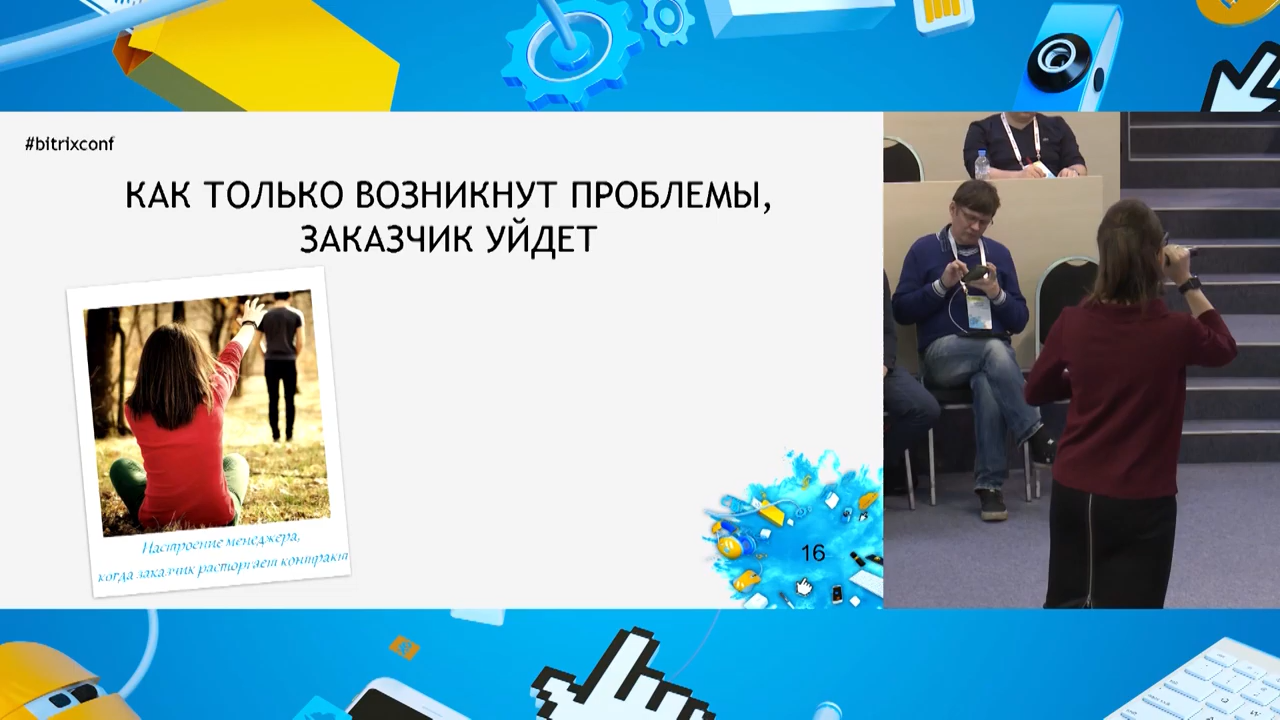 #bitrixconf
КАК ТОЛЬКО ВОЗНИКНУТ ПРОБЛЕМЫ,
ЗАКАЗЧИК УЙДЕТ
Настроение менеджера,
когда заказчик расторгает контракт
16